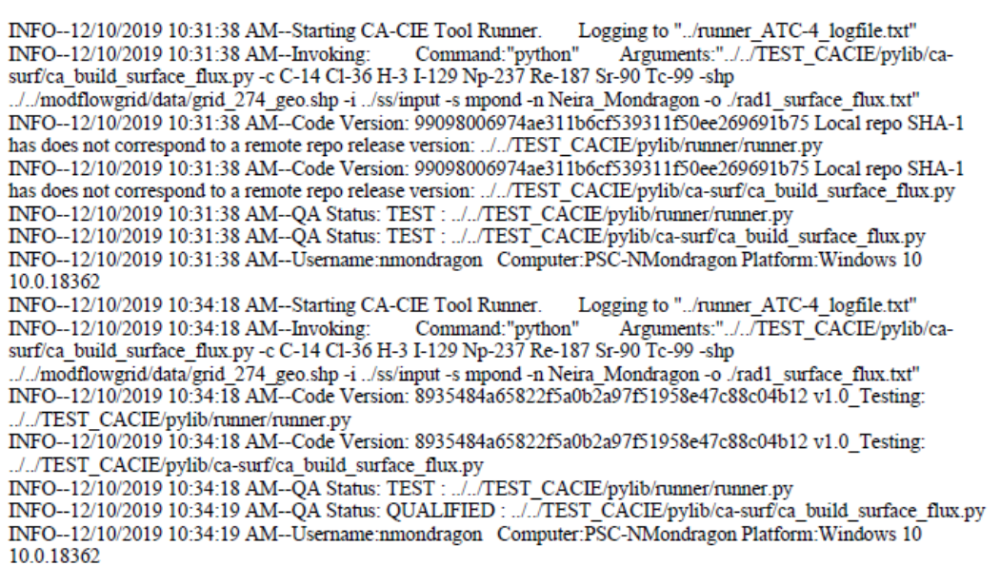 INFO--12/10/2019 10:31:38 AM--Starting CA-CIE Tool Runner.    Logging to "../runner_ATC-4_logfile.txt"
INFO--12/10/2019 10:31:38 AM--Invoking:    Command:"python"    Arguments:"../../TEST_CACIE/pylib/ca-
surf/ca_build_surface_flux.py -c C-14 Cl-36 H-3 I-129 Np-237 Re-187 Sr-90 Tc-99 -shp
../../modflowgrid/data/grid_274_geo.shp -i ../ss/input -s mpond -n Neira_Mondragon -o ./rad1_surface_flux.txt"
INFO--12/10/2019 10:31:38 AM--Code Version: 99098006974ae311b6cf539311f50ee269691b75 Local repo SHA-1
has does not correspond to a remote repo release version: ../../TEST_CACIE/pylib/runner/runner.py
INFO--12/10/2019 10:31:38 AM--Code Version: 99098006974ae311b6cf539311f50ee269691b75 Local repo SHA-1
has does not correspond to a remote repo release version: ../../TEST_CACIE/pylib/ca-surf/ca_build_surface_flux.py
INFO--12/10/2019 10:31:38 AM--QA Status: TEST : ../../TEST_CACIE/pylib/runner/runner.py
INFO--12/10/2019 10:31:38 AM--QA Status: TEST : ../../TEST_CACIE/pylib/ca-surf/ca_build_surface_flux.py
INFO--12/10/2019 10:31:38 AM--Username:nmondragon   Computer:PSC-NMondragon Platform:Windows 10
10.0.18362
INFO--12/10/2019 10:34:18 AM--Starting CA-CIE Tool Runner.    Logging to "../runner_ATC-4_logfile.txt"
INFO--12/10/2019 10:34:18 AM--Invoking:    Command:"python"    Arguments:"../../TEST_CACIE/pylib/ca-
surf/ca_build_surface_flux.py -c C-14 Cl-36 H-3 I-129 Np-237 Re-187 Sr-90 Tc-99 -shp
../../modflowgrid/data/grid_274_geo.shp -i ../ss/input -s mpond -n Neira_Mondragon -o ./rad1_surface_flux.txt"
INFO--12/10/2019 10:34:18 AM--Code Version: 8935484a65822f5a0b2a97f51958e47c88c04b12 v1.0_Testing:
../../TEST_CACIE/pylib/runner/runner.py
INFO--12/10/2019 10:34:18 AM--Code Version: 8935484a65822f5a0b2a97f51958e47c88c04b12 v1.0_Testing:
../../TEST_CACIE/pylib/ca-surf/ca_build_surface_flux.py
INFO--12/10/2019 10:34:18 AM--QA Status: TEST : ../../TEST_CACIE/pylib/runner/runner.py
INFO--12/10/2019 10:34:19 AM--QA Status: QUALIFIED : ../../TEST_CACIE/pylib/ca-surf/ca_build_surface_flux.py
INFO--12/10/2019 10:34:19 AM--Username:nmondragon   Computer:PSC-NMondragon Platform:Windows 10
10.0.18362